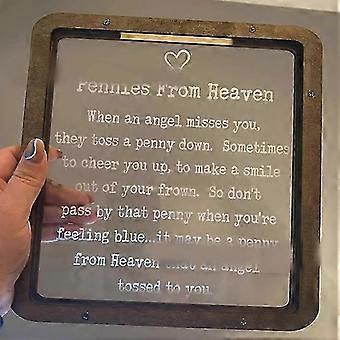 Pennies From Heaven
When an angel misses you,
they toss a penny down. Sometimes
to cheer you up, to make a smile
out of your frown. So don't
pass by that penny when you're
feeling blue...it may be a penny
from Heaven that an angel
tossed to you.